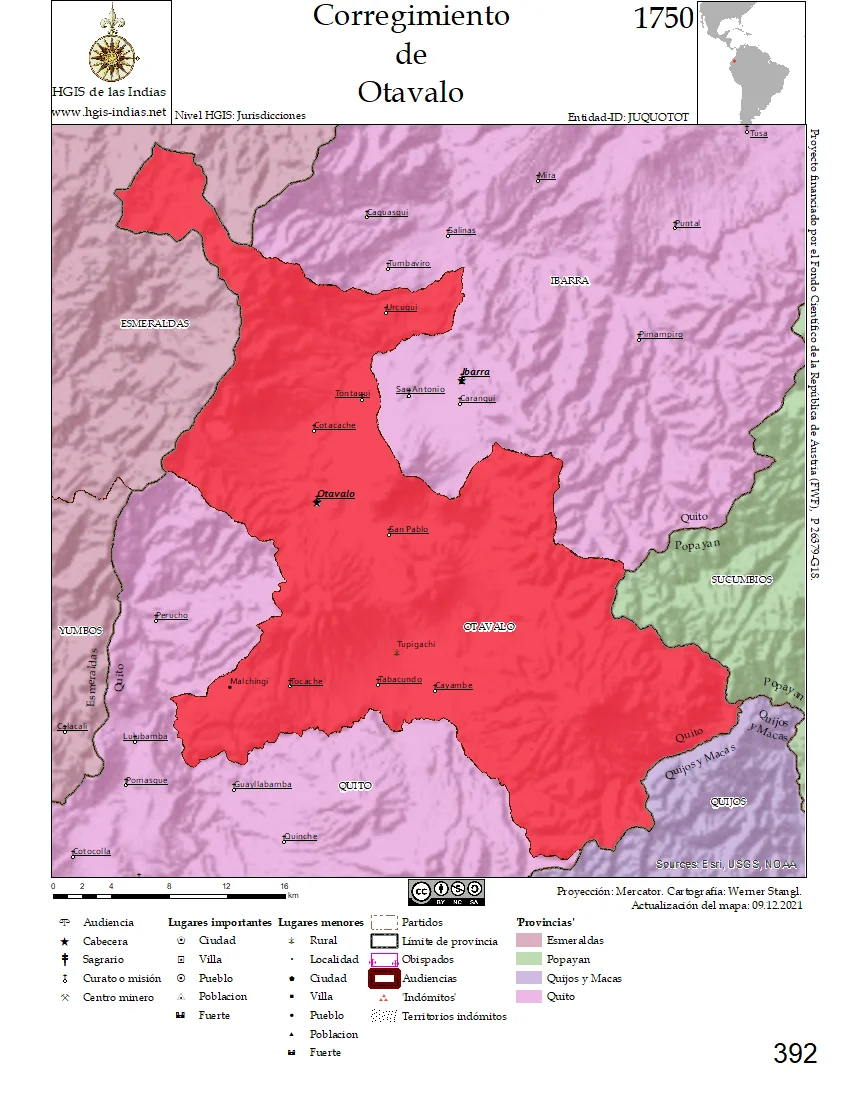 Corregimiento
de
Otavalo
1750
HGIS de las Indias
www.hgis-indias.net
Nivel HGIS: Jurisdicciones
Entidad-ID: JUQUOTOT
Tusa
Mira
Caguasqui
Salinas
Puntal
Tumbaviro
IBARRA
Urcuqui
ESMERALDAS
Pimampiro
Ibarra
San Antonio
Tontaqui
Caranqui
Cotacache
Otavalo
Quito
San Pablo
Popayan
SUCUMBIOS
Perucho
YUMBOS
OTAVALO
Tupigachi
Esmeraldas
Quito
Malchingi
Tocache
Tabacundo
Cayambe
Popayan
Calacali
Lulubamba
Quijos
y Macas
Quito
Quijos y Macas
Pomasque
Guayllabamba
QUITO
QUIJOS
Quinche
Cotocolla
Sources: Esri, USGS, NOAA
Proyecto financiado por el Fondo Científico de la República de Austria (FWF), P 26379-G18.
0 2 4 8 12 16
km
cc
BY NC SA
Proyección: Mercator. Cartografía: Werner Stangl.
Actualización del mapa: 09.12.2021
Audiencia
Cabecera
Sagrario
Curato o misión
Centro minero
Lugares importantes
Ciudad
Villa
Pueblo
Poblacion
Fuerte
Lugares menores
Rural
Localidad
Ciudad
Villa
Pueblo
Poblacion
Fuerte
Partidos
Límite de provincia
Obispados
Audiencias
'Indómitos'
Territorios indómitos
'Provincias'
Esmeraldas
Popayan
Quijos y Macas
Quito
392